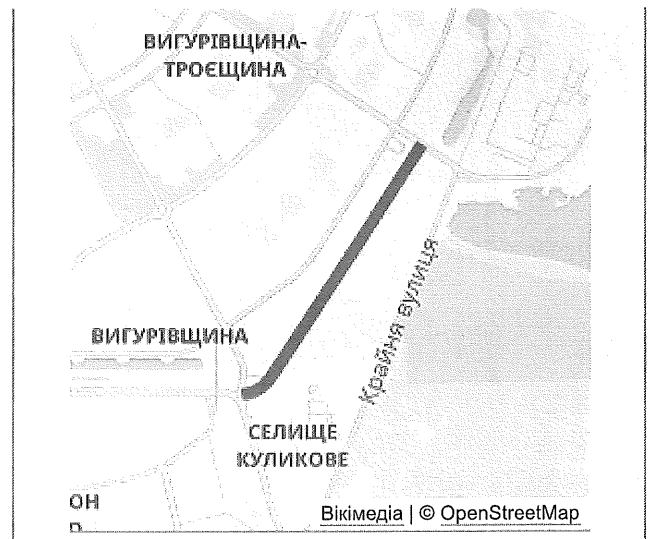 ВИГУРІВЩИНА-
ТРОЄЩИНА
Крайня вулиця
ВИГУРІВЩИНА
СЕЛИЩЕ
КУЛИКОВЕ
ОН
Вікімедіа | © OpenStreetMap